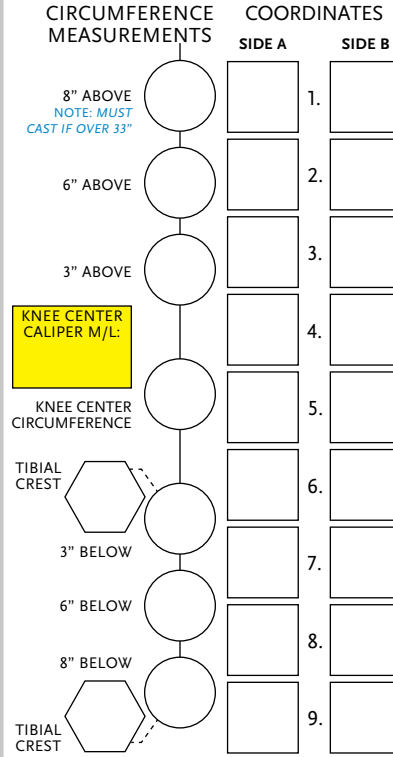 CIRCUMFERENCE
MEASUREMENTS
8” ABOVE
NOTE: MUST
CAST IF OVER 33”
6” ABOVE
3” ABOVE
KNEE CENTER
CALIPER M/L:
KNEE CENTER
CIRCUMFERENCE
TIBIAL
CREST
3” BELOW
6” BELOW
8” BELOW
TIBIAL
CREST
COORDINATES
SIDE A SIDE B
1.
2.
3.
4.
5.
6.
7.
8.
9.